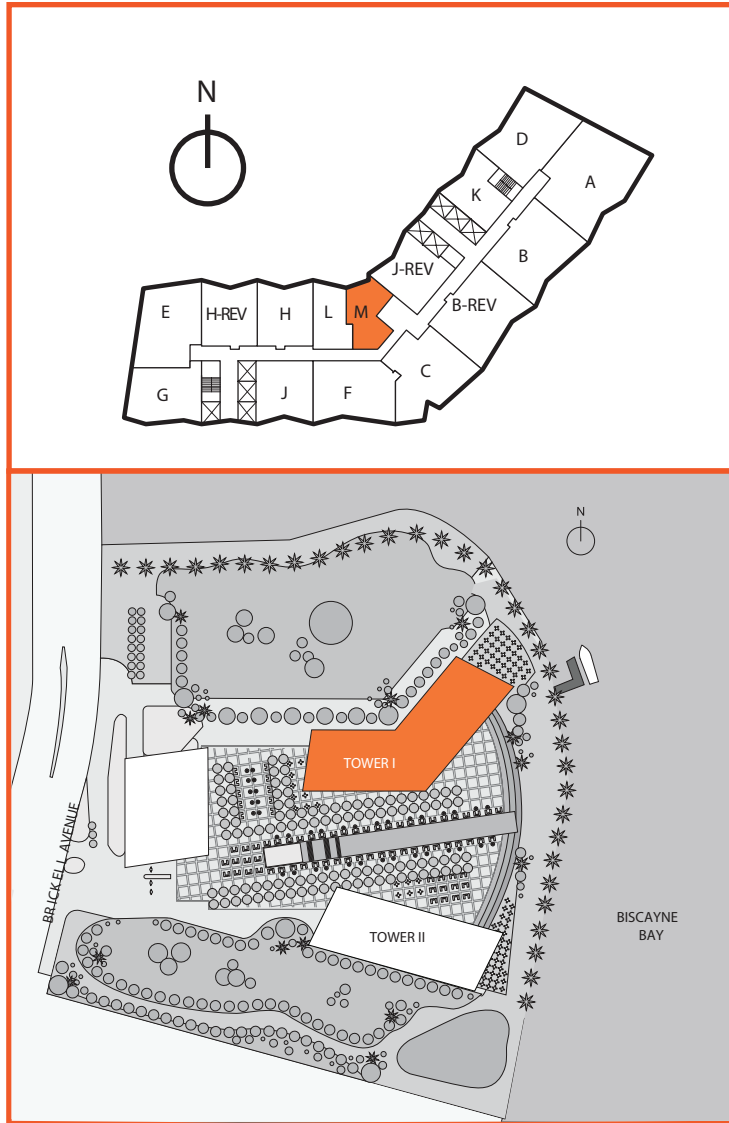 N
D
A
K
B
J-REV
B-REV
E
H-REV
H
L
M
C
G
J
F
N
TOWER I
BRICKELL AVENUE
TOWER II
BISCAYNE
BAY